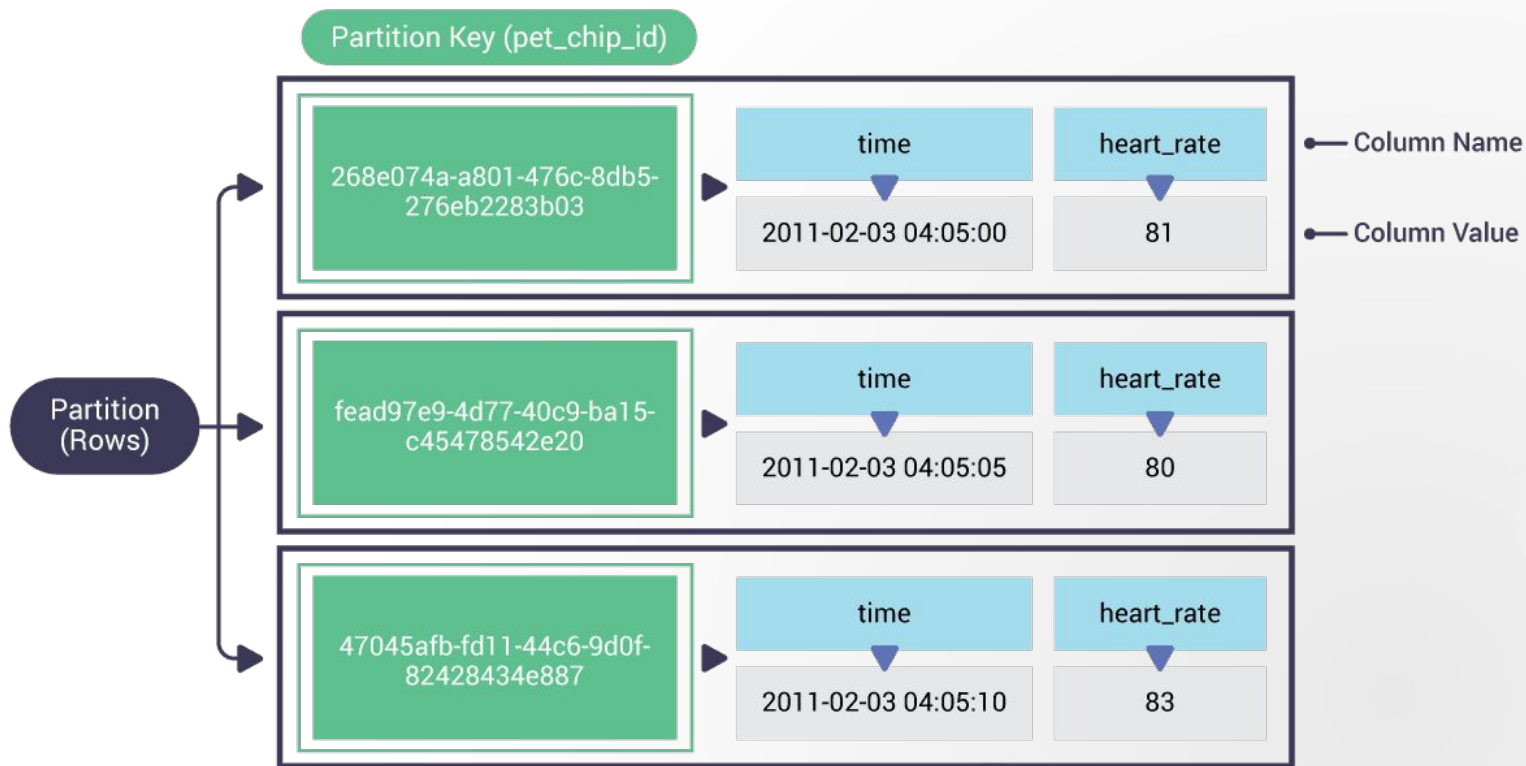 Partition Key (pet_chip_id)
268e074a-a801-476c-8db5-
276eb2283b03
time
heart_rate
Column Name
2011-02-03 04:05:00
81
Column Value
Partition
(Rows)
fead97e9-4d77-40c9-ba15-
c45478542e20
time
heart_rate
2011-02-03 04:05:05
80
47045afb-fd11-44c6-9d0f-
82428434e887
time
heart_rate
2011-02-03 04:05:10
83